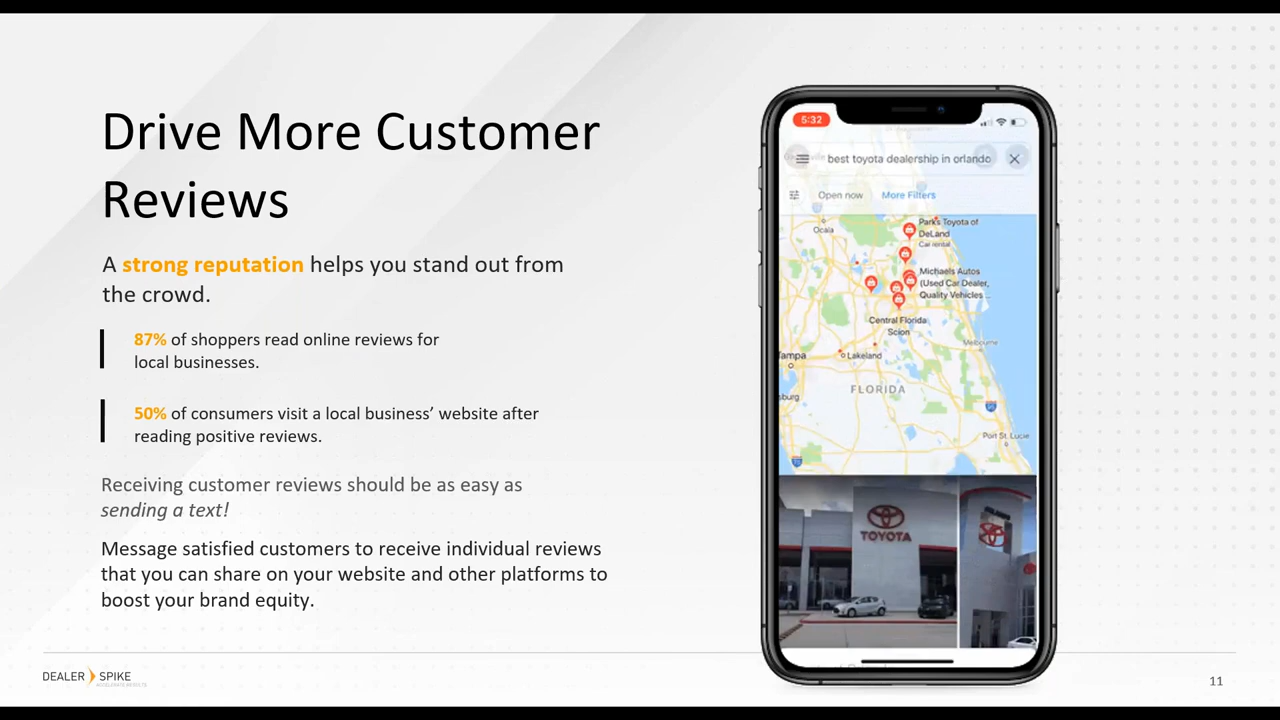 Drive More Customer
Reviews
A strong reputation helps you stand out from
the crowd.
87% of shoppers read online reviews for
local businesses.
50% of consumers visit a local business’ website after
reading positive reviews.
Receiving customer reviews should be as easy as
sending a text!
Message satisfied customers to receive individual reviews
that you can share on your website and other platforms to
boost your brand equity.
DEALER SPIKE
ACCELERATE RESULTS
5:32
best toyota dealership in orlando
Open now More Filters
Ocala
Parks Toyota of
DeLand
Car rental
Michaels Autos
(Used Car Dealer,
Quality Vehicles ...
Central Florida
Scion
Melbourne
Tampa
Lakeland
FLORIDA
sburg
Port St. Lucie
TOYOTA
11